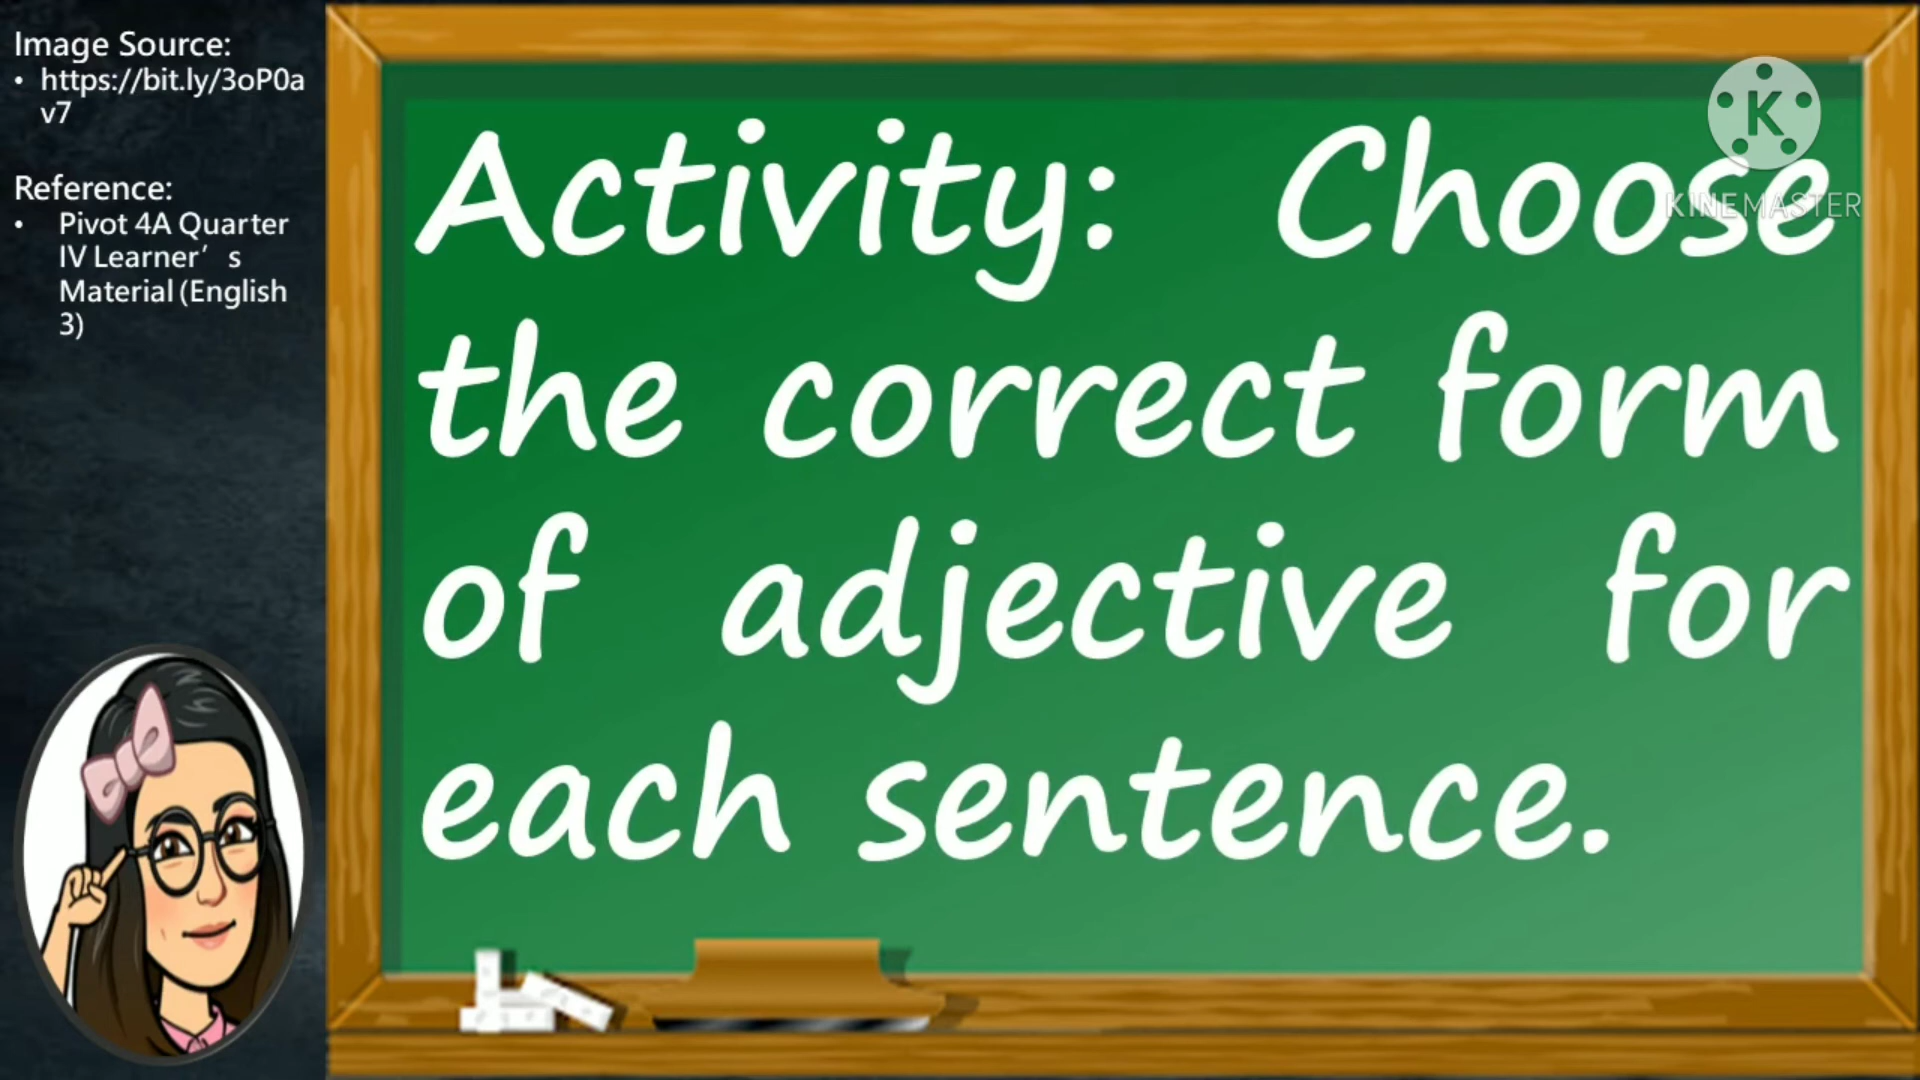 Image Source:
• https://bit.ly/3oP0a
v7
Reference:
• Pivot 4A Quarter
IV Learner’s
Material (English
3)
Activity: Choose
the correct form
of adjective for
each sentence.
K
KINEMASTER